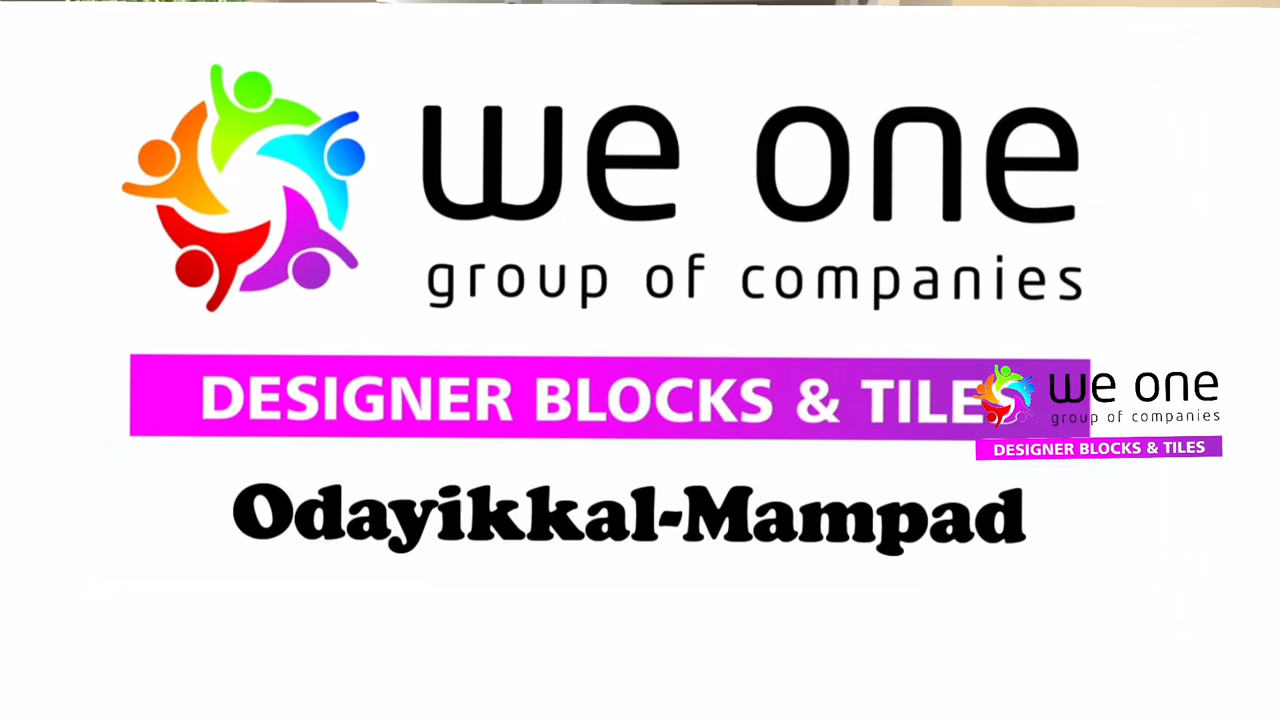 we one
group of companies
DESIGNER BLOCKS & TILE
we one
group of companies
DESIGNER BLOCKS & TILES
Odayikkal-Mampad